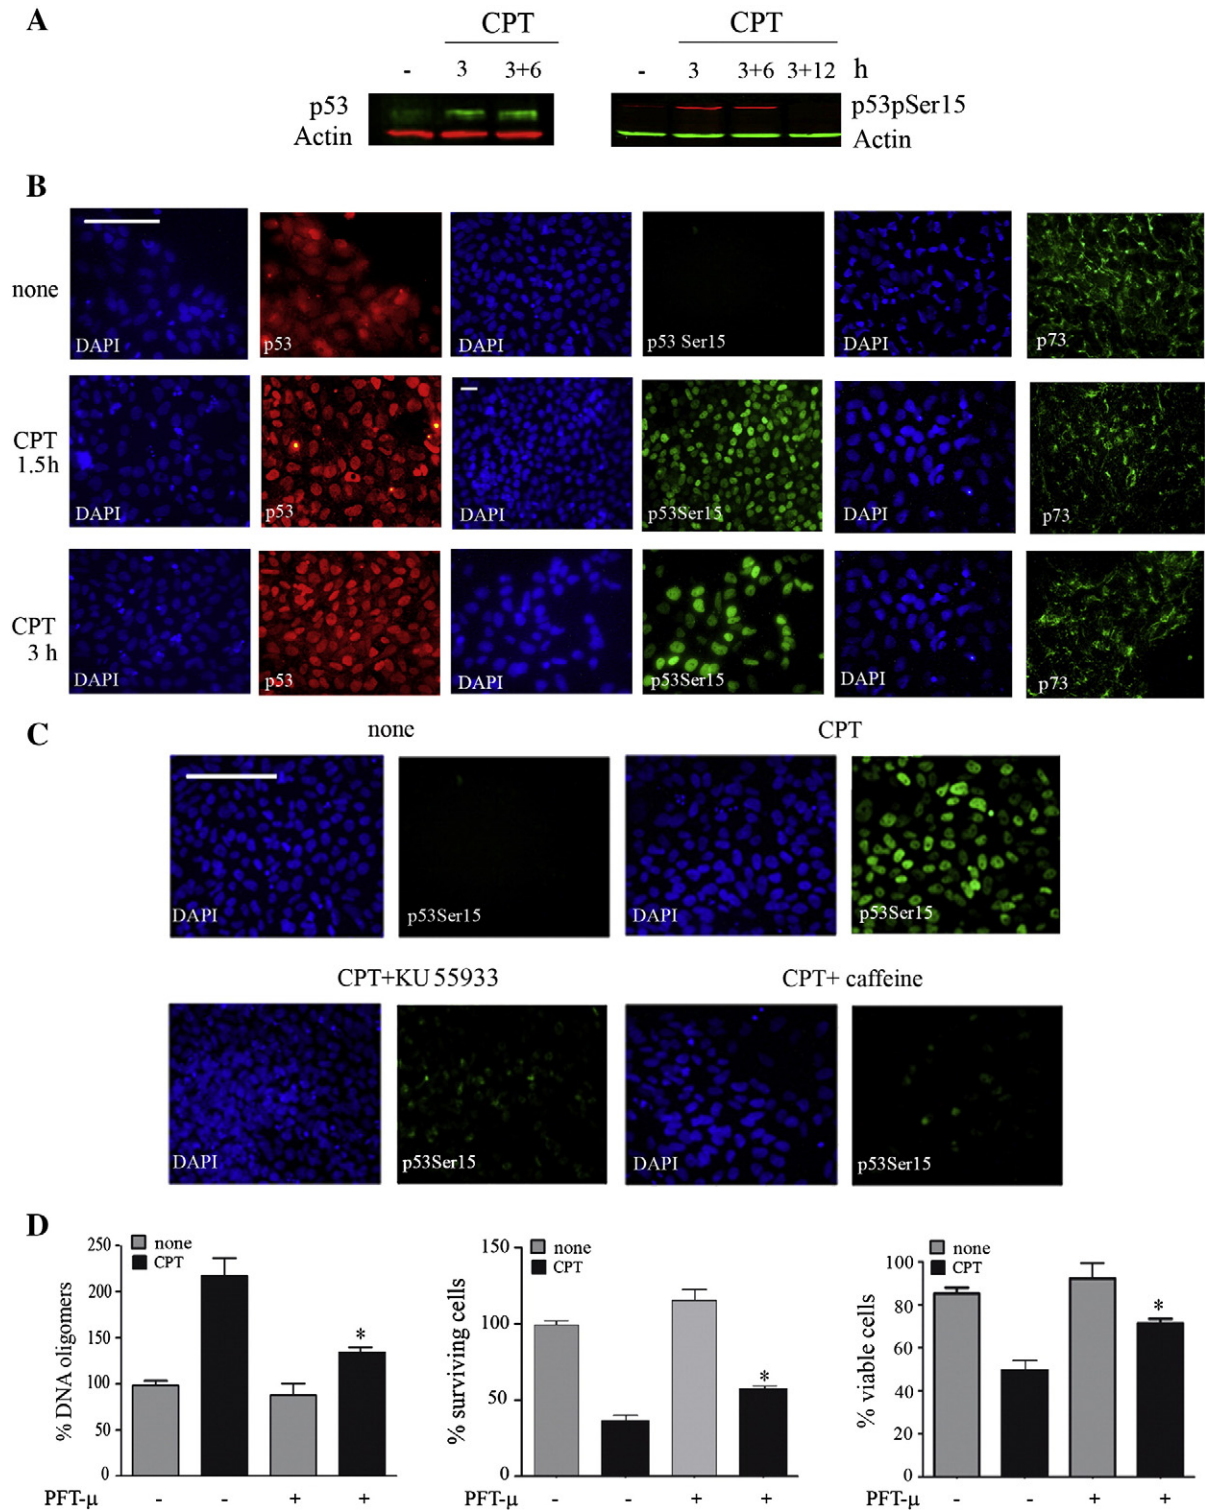 A
CPT
CPT
- 3 3+6
- 3 3+6 3+12 h
p53
Actin
p53pSer15
Actin
B
none
DAPI p53 DAPI p53 Ser15 DAPI p73
CPT
1.5h
DAPI p53 DAPI p53Ser15 DAPI p73
CPT
3 h
DAPI p53 DAPI p53Ser15 DAPI p73
C
none
CPT
DAPI p53Ser15 DAPI p53Ser15
CPT+KU 55933
CPT+ caffeine
DAPI p53Ser15 DAPI p53Ser15
D
none
CPT
% DNA oligomers
250
200
150
100
50
0
*
PFT-μ - - + +
none
CPT
% surviving cells
150
100
50
0
*
PFT-μ - - + +
none
CPT
% viable cells
100
80
60
40
20
0
*
PFT-μ - - + +